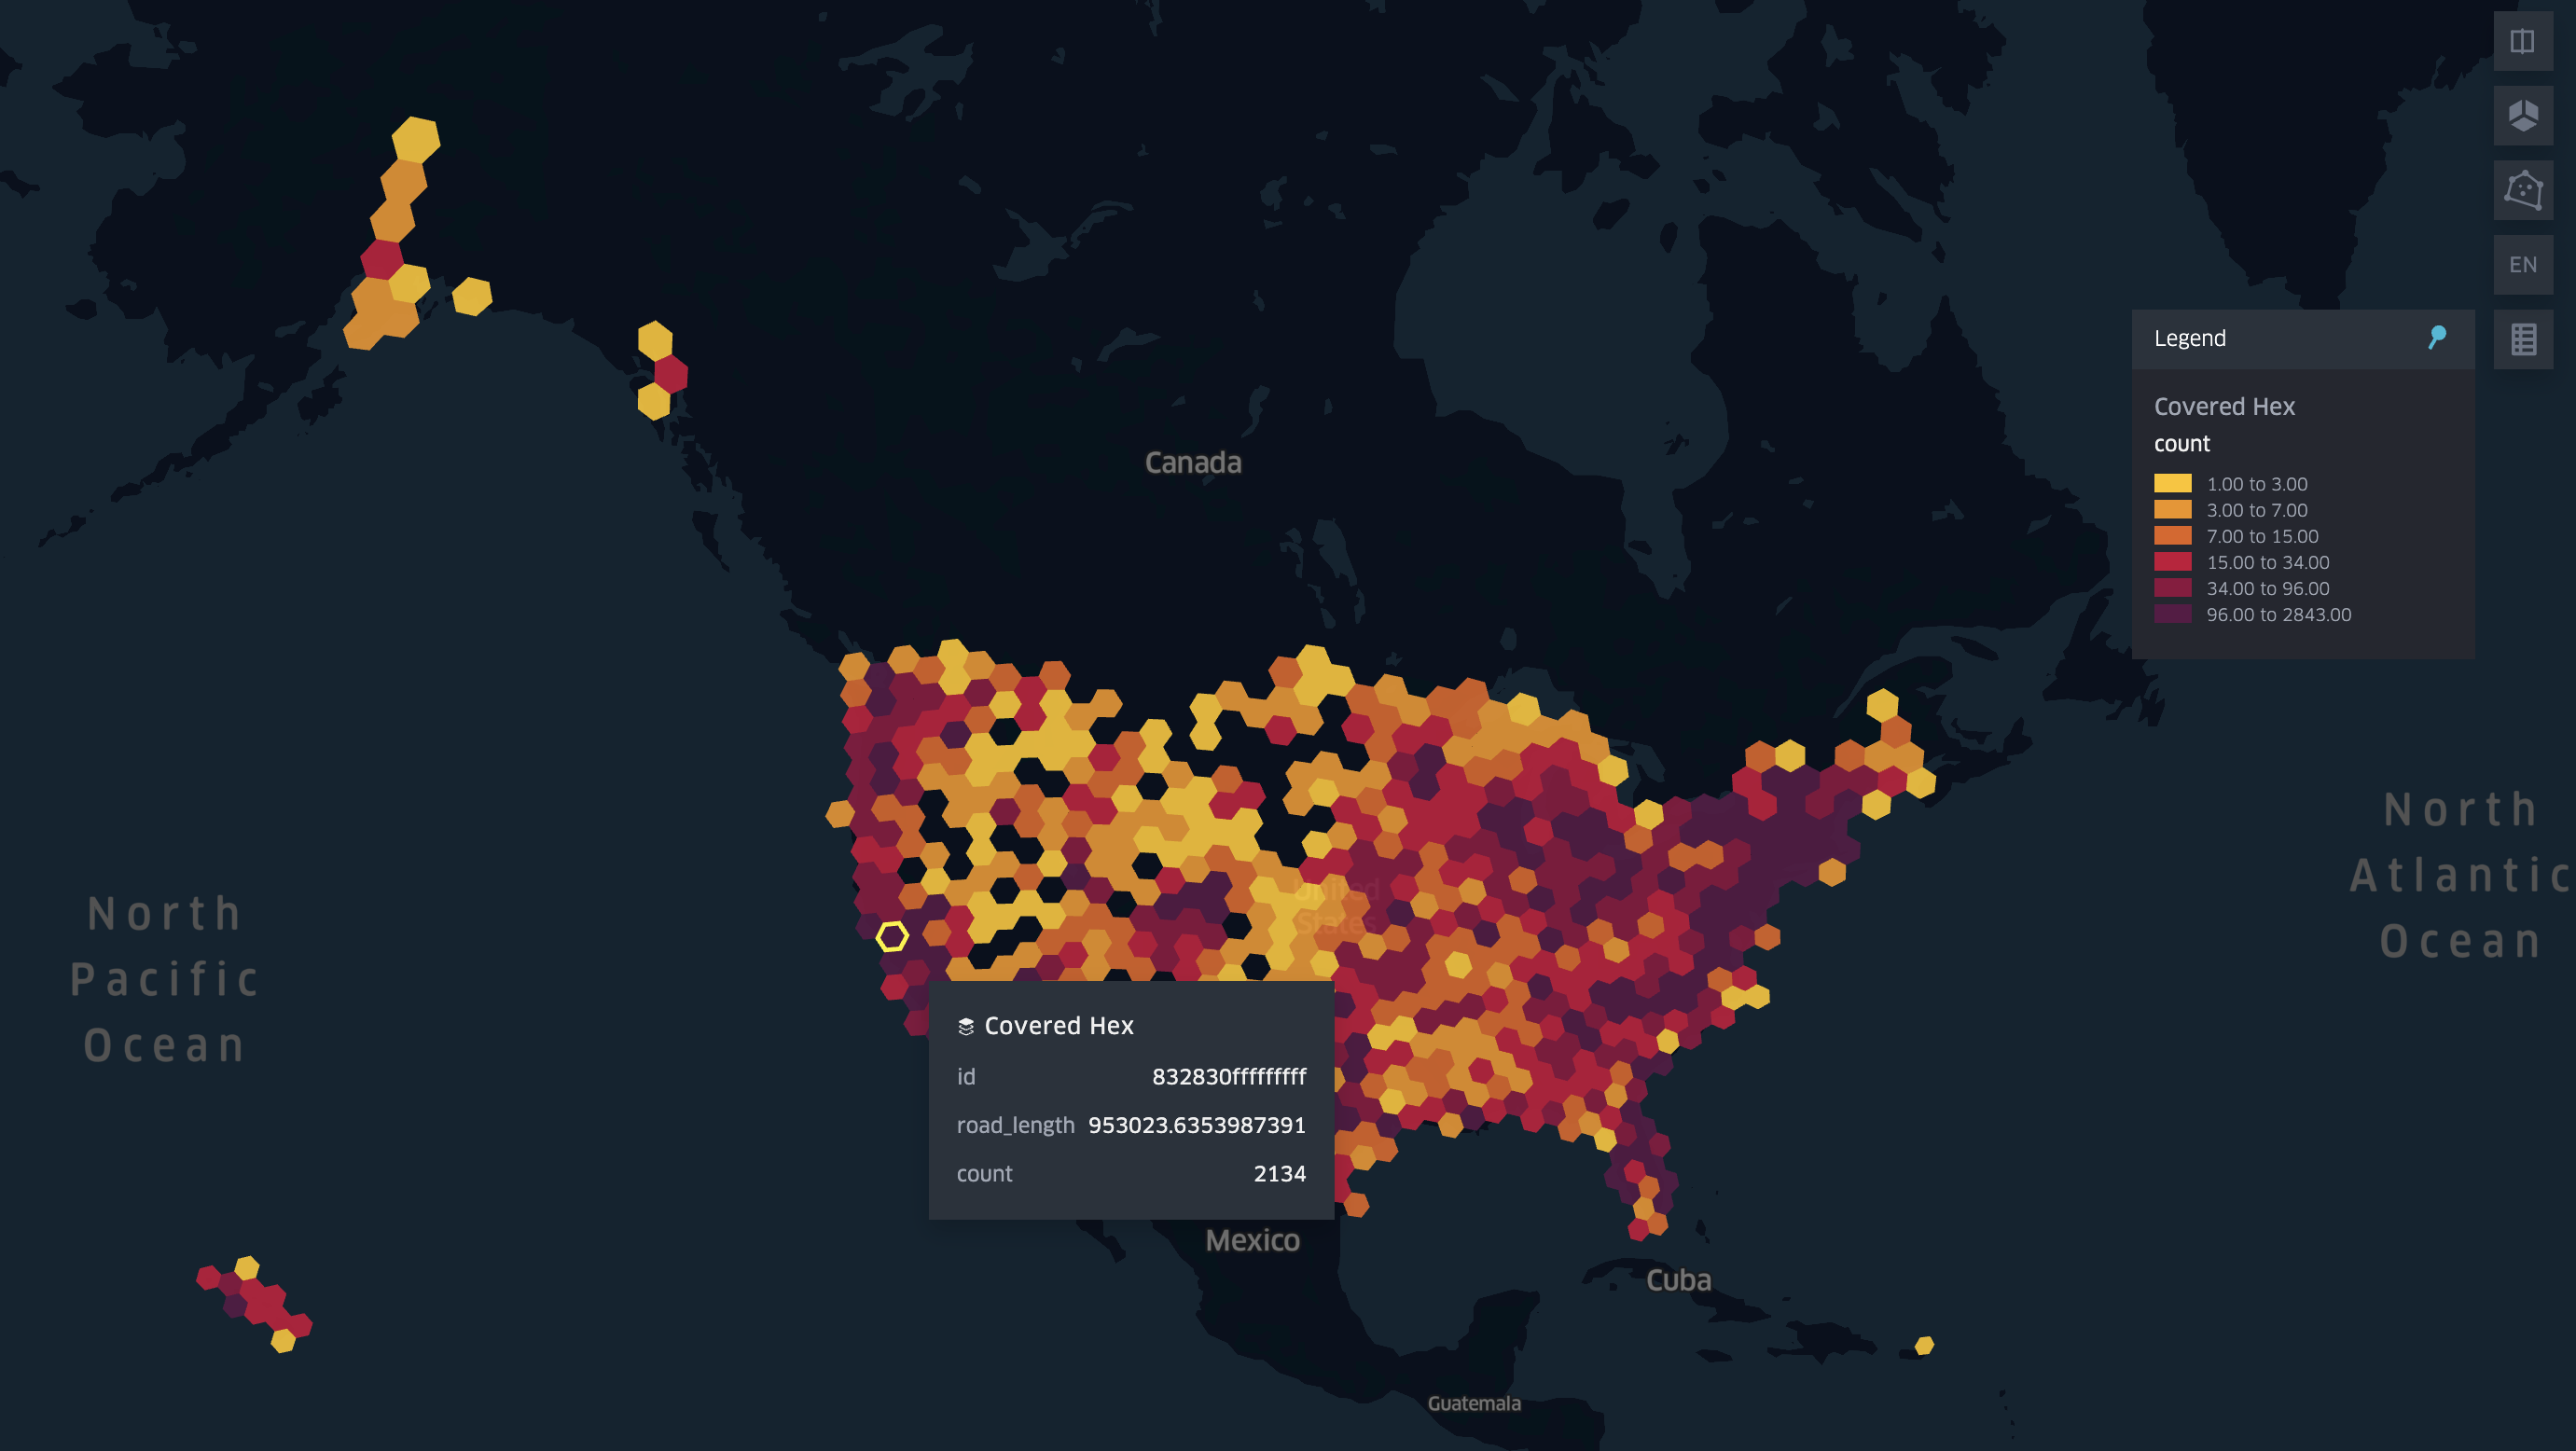 EN
Legend
Covered Hex
count
1.00 to 3.00
3.00 to 7.00
7.00 to 15.00
15.00 to 34.00
34.00 to 96.00
96.00 to 2843.00
Canada
North
Atlantic
Ocean
United
States
North
Pacific
Ocean
Covered Hex
id 832830fffffffff
road_length 953023.6353987391
count 2134
Mexico
Cuba
Guatemala